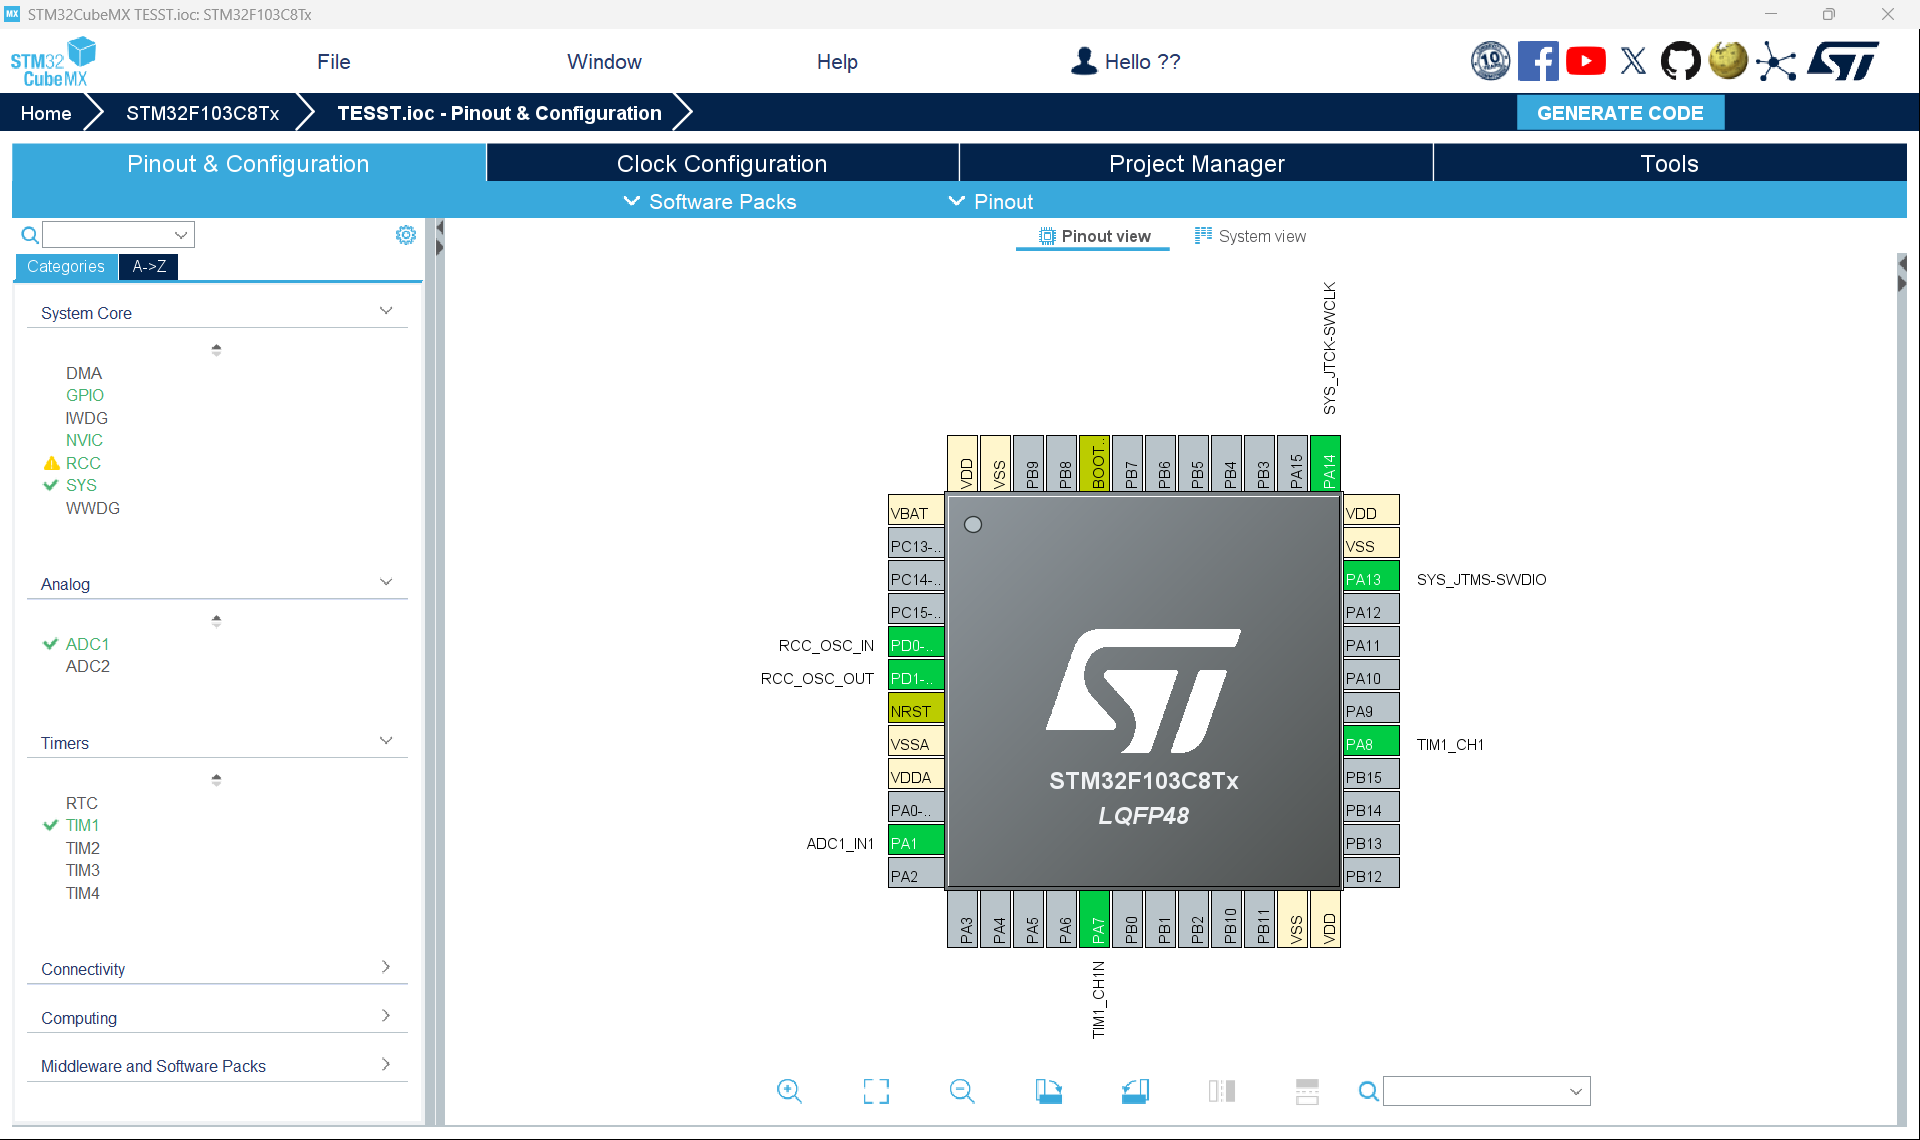 MX STM32CubeMX TESST.ioc: STM32F103C8Tx
STM32
CubeMX
File
Window
Help
Hello ??
10
Home
STM32F103C8Tx
TESST.ioc - Pinout & Configuration
GENERATE CODE
Pinout & Configuration
Clock Configuration
Project Manager
Tools
Software Packs
Pinout
Pinout view
System view
Categories
A->Z
System Core
DMA
GPIO
IWDG
NVIC
RCC
SYS
WWDG
Analog
ADC1
ADC2
Timers
RTC
TIM1
TIM2
TIM3
TIM4
Connectivity
Computing
Middleware and Software Packs
SYS_JTCK-SWCLK
VDD
VSS
PB9
PB8
BOOT..
PB7
PB6
PB5
PB4
PB3
PA15
PA14
VBAT
PC13-..
PC14-..
PC15-..
RCC_OSC_IN
PD0-..
RCC_OSC_OUT
PD1-..
NRST
VSSA
VDDA
PA0-..
ADC1_IN1
PA1
PA2
ST
STM32F103C8Tx
LQFP48
VDD
VSS
PA13
SYS_JTMS-SWDIO
PA12
PA11
PA10
PA9
PA8
TIM1_CH1
PB15
PB14
PB13
PB12
PA3
PA4
PA5
PA6
PA7
PB0
PB1
PB2
PB10
PB11
VSS
VDD
TIM1_CH1N